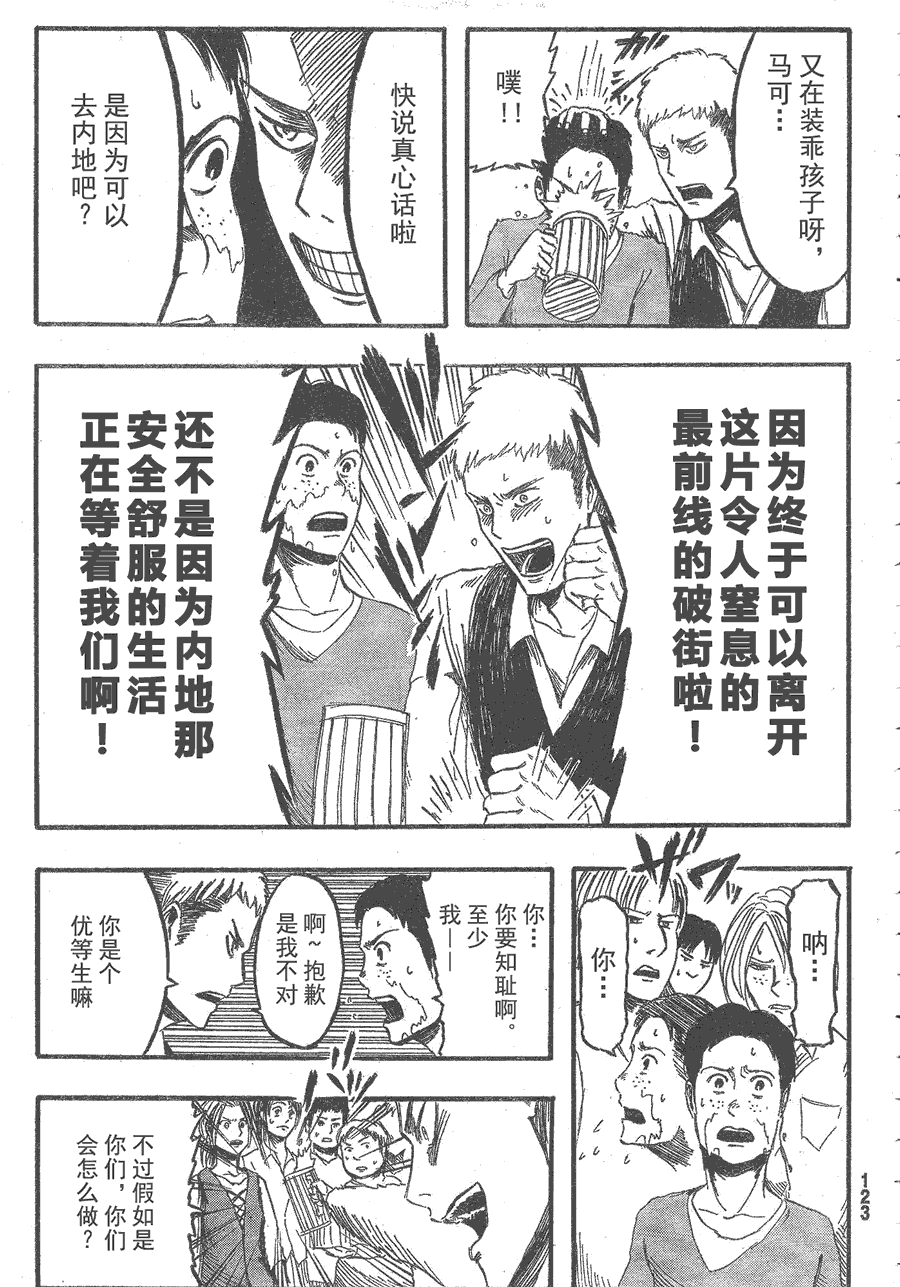 又在装乖孩子呀，
马可…
噗!!
快说真心话啦
是因为可以
去内地吧？
因为终于可以离开
这片令人窒息的
最前线的破街啦！
还不是因为内地那
安全舒服的生活
正在等着我们啊！
呐…
你…
你…
你要知耻啊。
至少
我——
啊~抱歉
是我不对
你是个
优等生嘛
不过假如是
你们，你们
会怎么做？
123